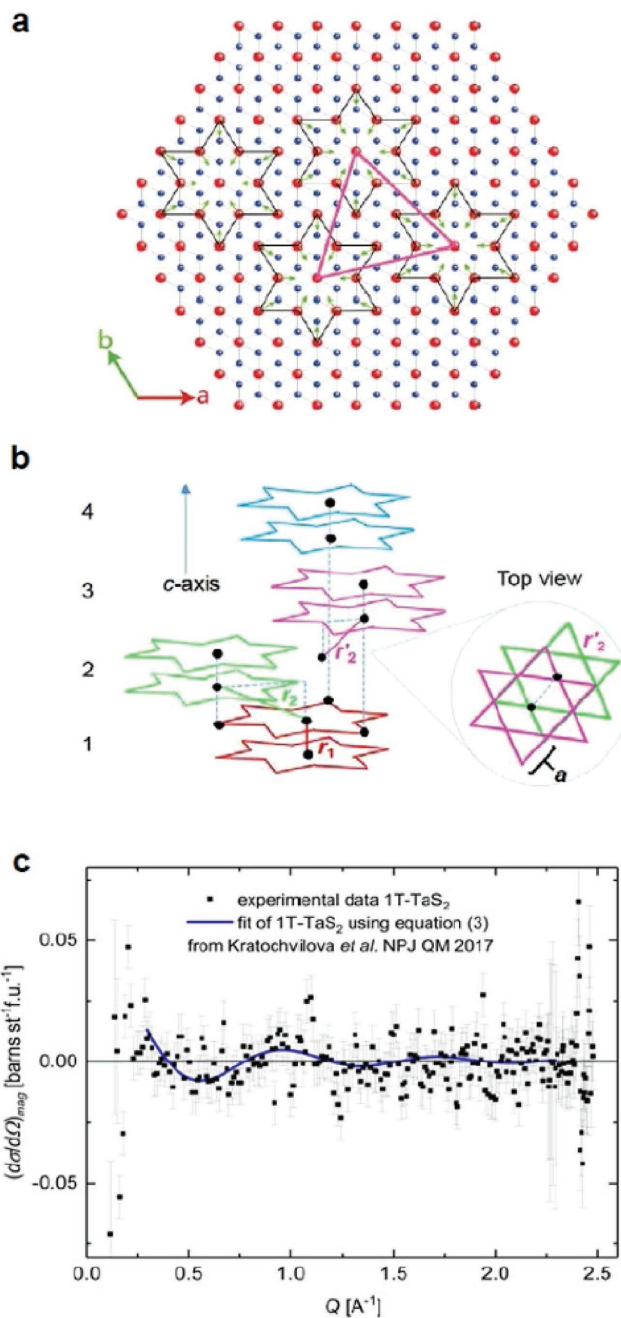 a
b
a
b
4
3
2
1
c-axis
Top view
r'2
r2
r1
r'2
a
c
experimental data 1T-TaS2
fit of 1T-TaS2 using equation (3)
from Kratochvilova et al. NPJ QM 2017
(dσ/dΩ)mag [barns st-1f.u.-1]
0.05
0.00
-0.05
0.0 0.5 1.0 1.5 2.0 2.5
Q [A-1]